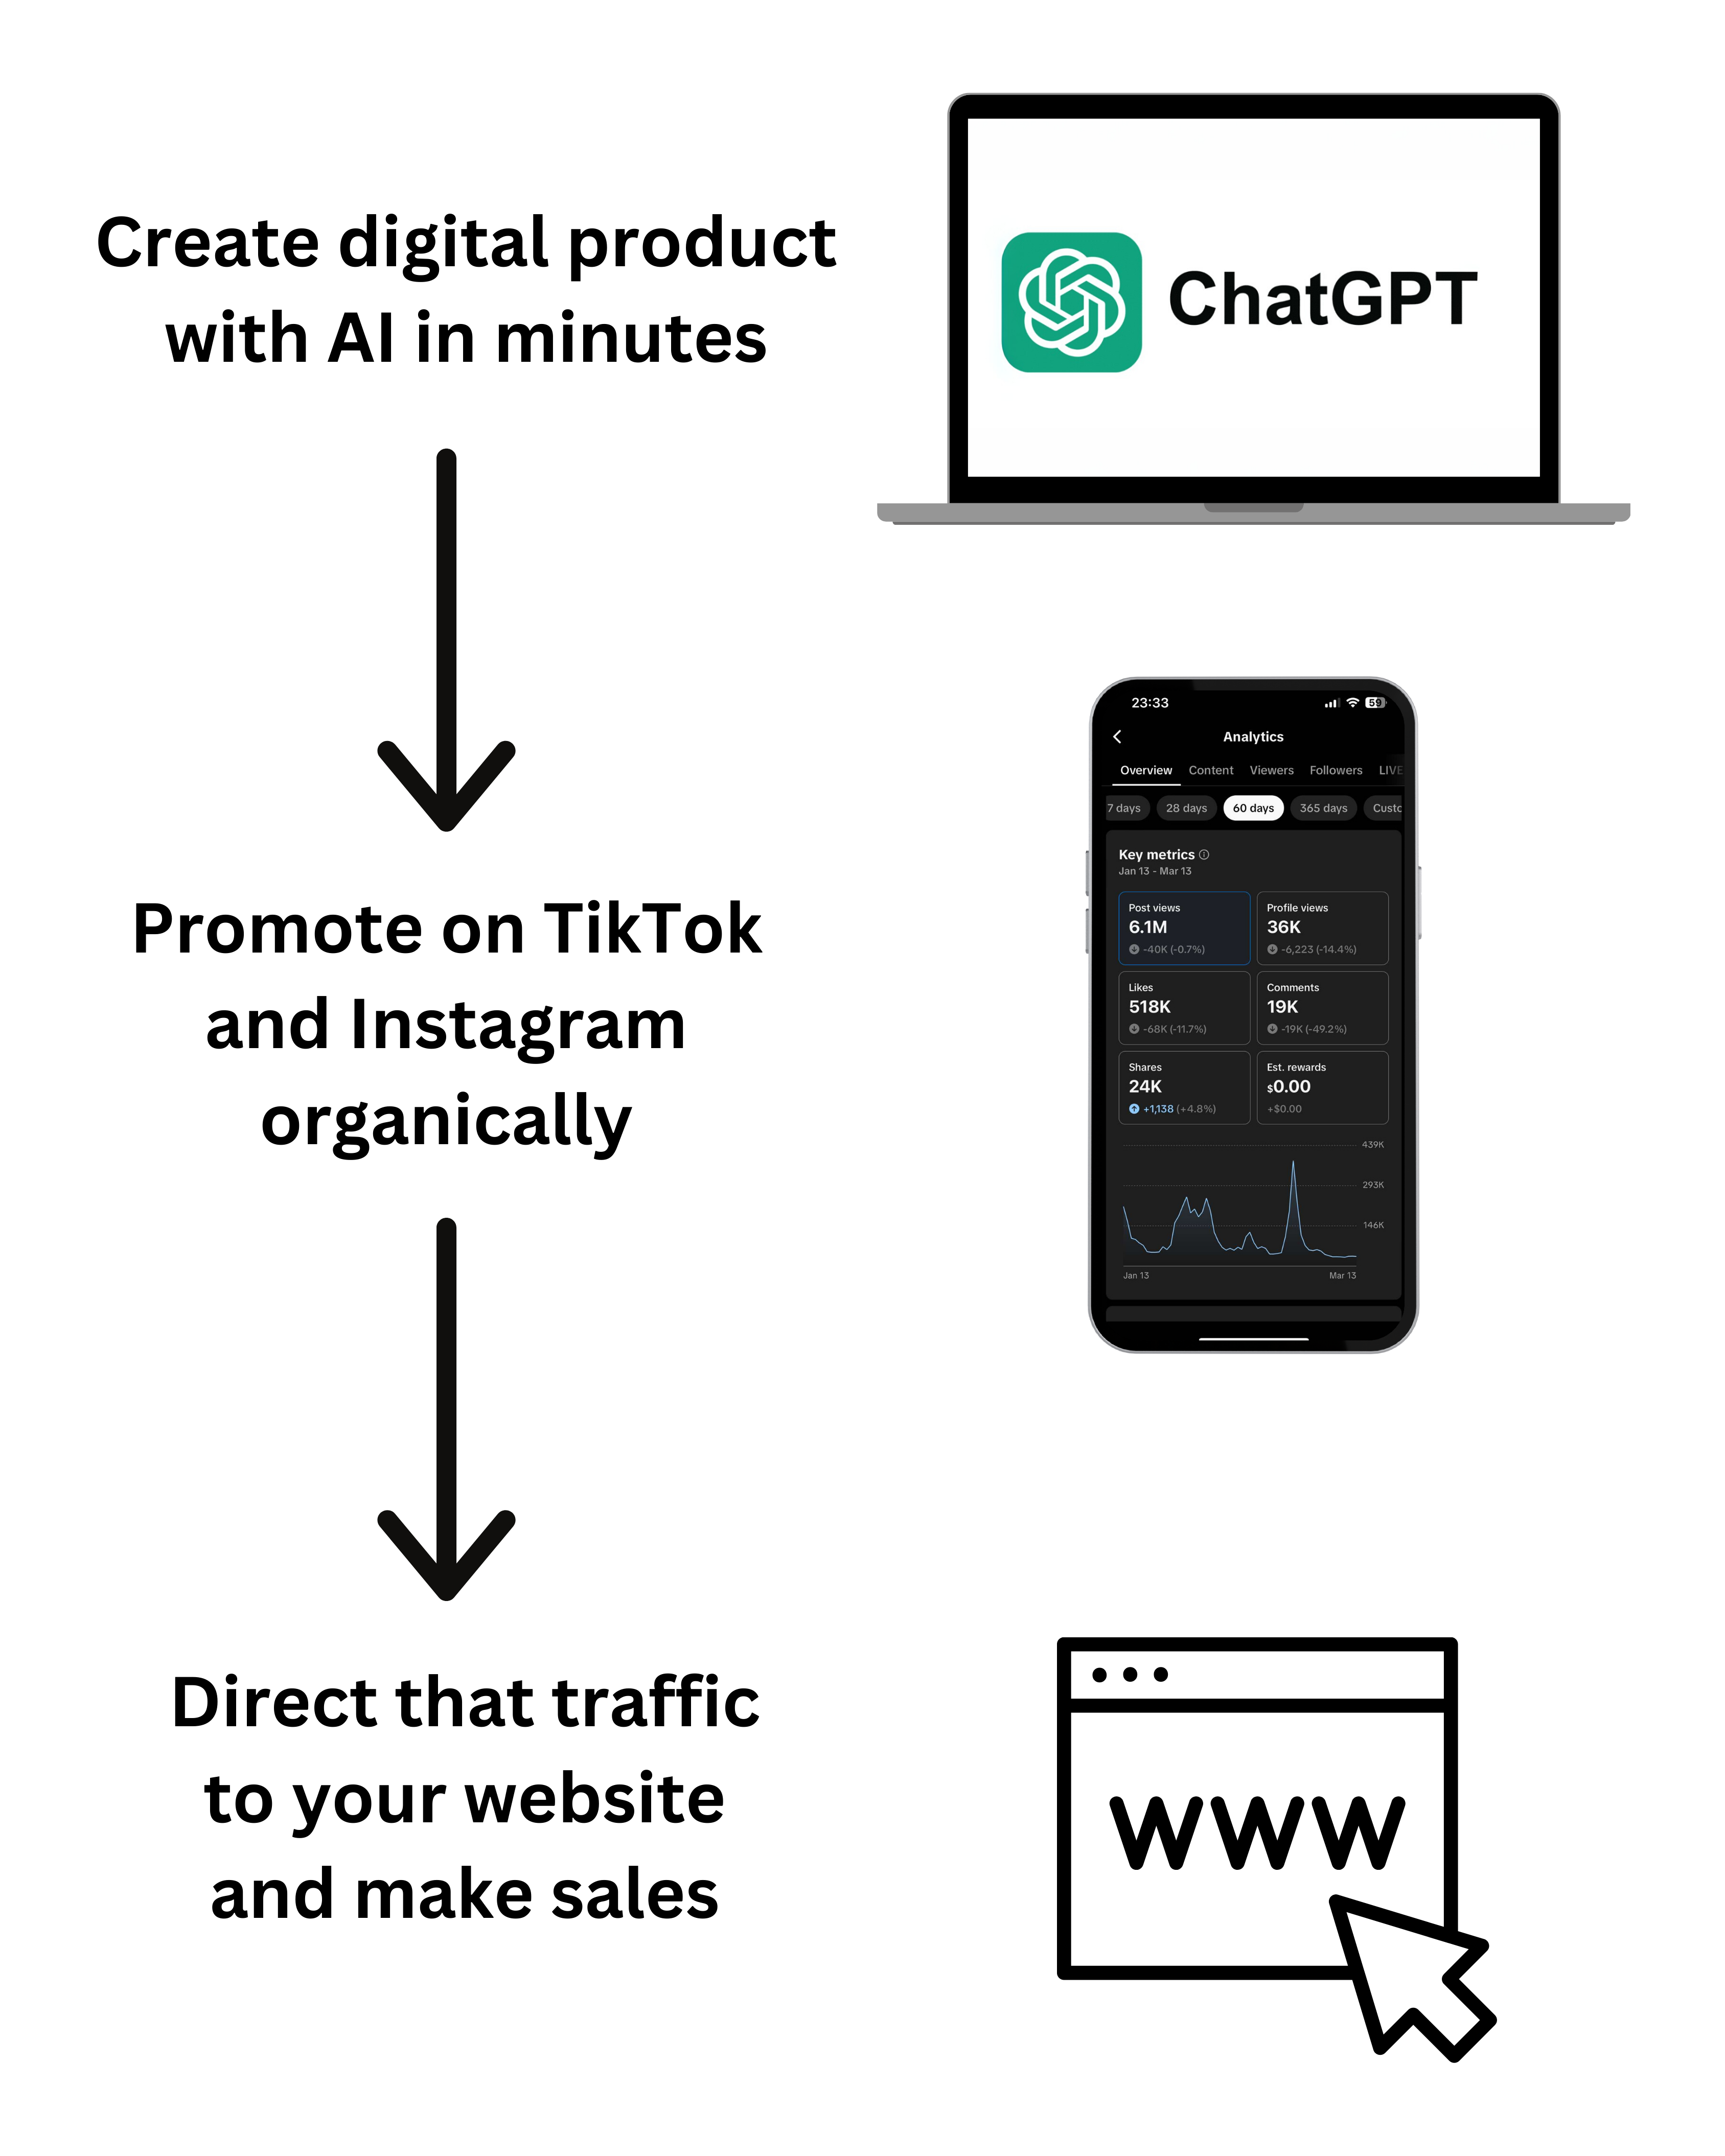 Create digital product
with AI in minutes
ChatGPT
Promote on TikTok
and Instagram
organically
23:33
59
Analytics
Overview Content Viewers Followers LIVE
7 days 28 days 60 days 365 days Custo
Key metrics
Jan 13 - Mar 13
Post views Profile views
6.1M 36K
-40K (-0.7%) -6,223 (-14.4%)
Likes Comments
518K 19K
-68K (-11.7%) -19K (-49.2%)
Shares Est. rewards
24K $0.00
+1,138 (+4.8%) +$0.00
439K
293K
146K
Jan 13 Mar 13
Direct that traffic
to your website
and make sales
WWW